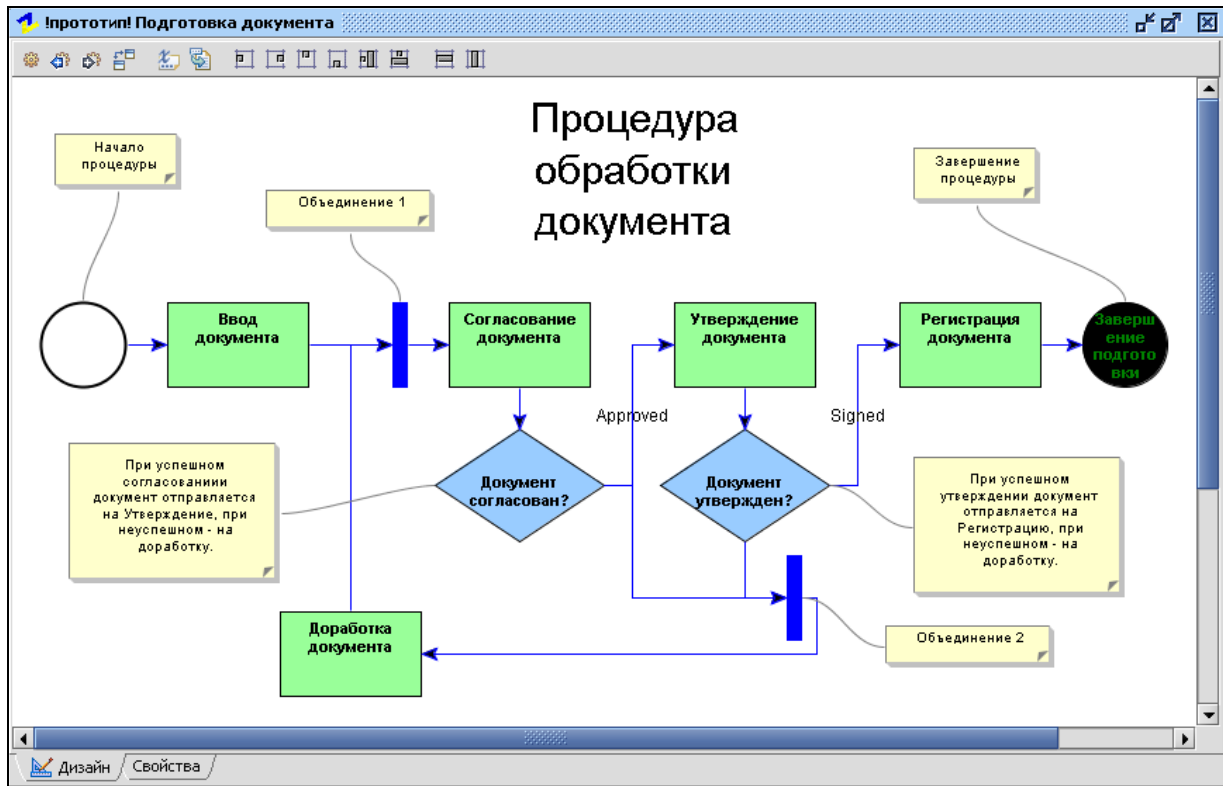 !прототип! Подготовка документа
Процедура
обработки
документа
Начало
процедуры
Объединение 1
Завершение
процедуры
Ввод
документа
Согласование
документа
Утверждение
документа
Регистрация
документа
Заверш
ение
подгото
вки
Approved
Signed
При успешном
согласованиии
документ отправляется
на Утверждение, при
неуспешном - на
доработку.
Документ
согласован?
Документ
утвержден?
При успешном
утверждении документ
отправляется на
Регистрацию, при
неуспешном - на
доработку.
Доработка
документа
Объединение 2
Дизайн
Свойства